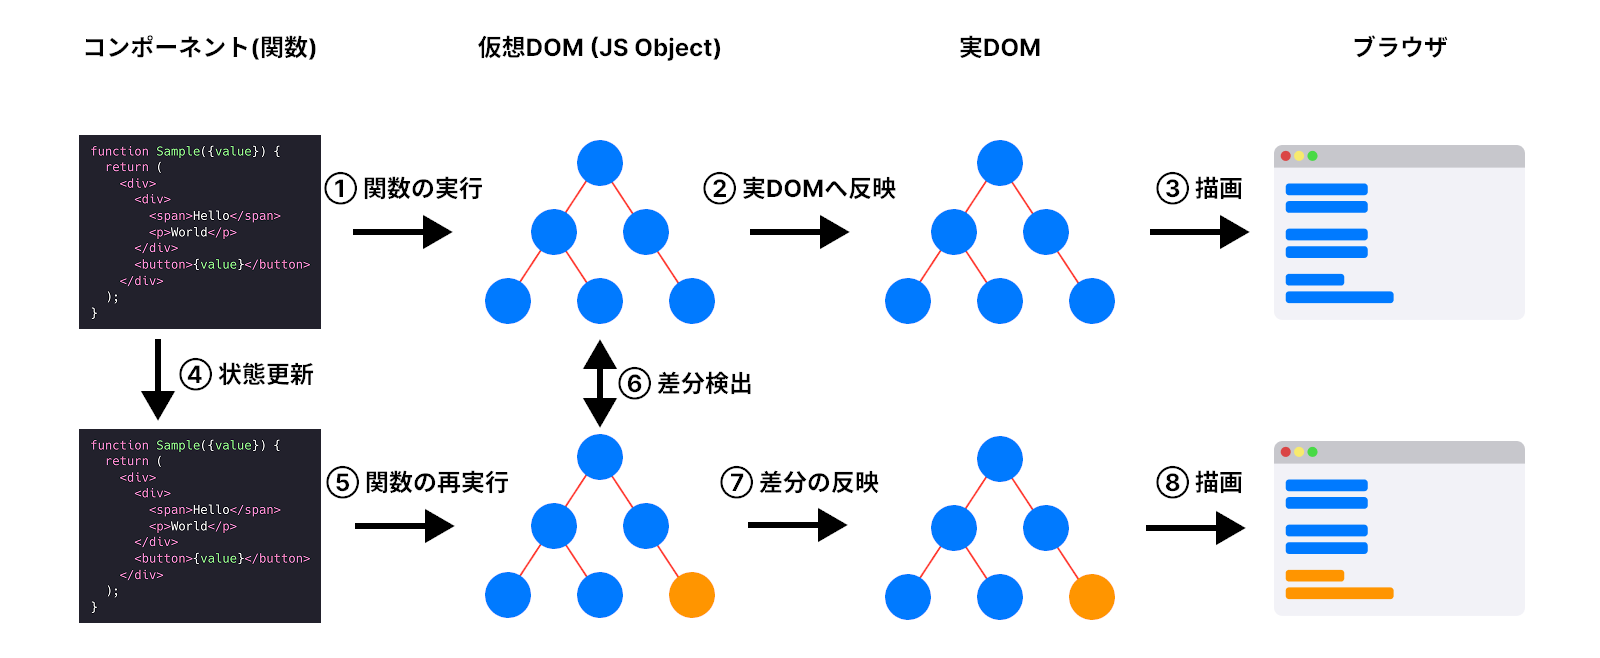 コンポーネント(関数)
仮想DOM (JS Object)
実DOM
ブラウザ
function Sample({value}) {
  return (
    <div>
      <div>
        <span>Hello</span>
        <p>World</p>
      </div>
      <button>{value}</button>
    </div>
  );
}
① 関数の実行
② 実DOMへ反映
③ 描画
④ 状態更新
⑥ 差分検出
function Sample({value}) {
  return (
    <div>
      <div>
        <span>Hello</span>
        <p>World</p>
      </div>
      <button>{value}</button>
    </div>
  );
}
⑤ 関数の再実行
⑦ 差分の反映
⑧ 描画